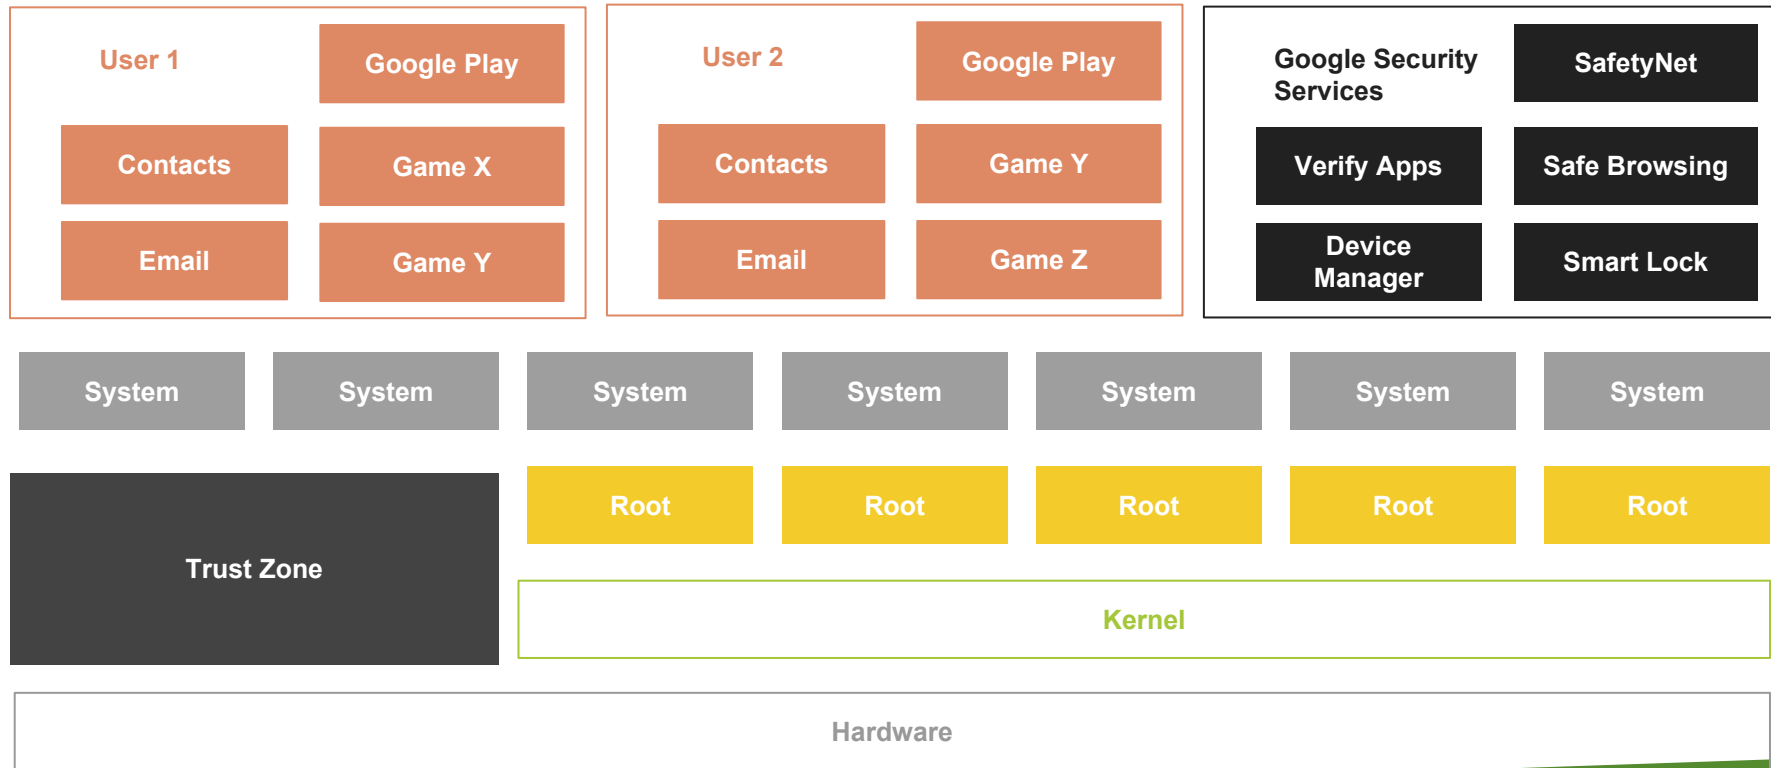 User 1
Google Play
Contacts
Game X
Email
Game Y
User 2
Google Play
Contacts
Game Y
Email
Game Z
Google Security
Services
SafetyNet
Verify Apps
Safe Browsing
Device
Manager
Smart Lock
System
System
System
System
System
System
System
Trust Zone
Root
Root
Root
Root
Root
Kernel
Hardware